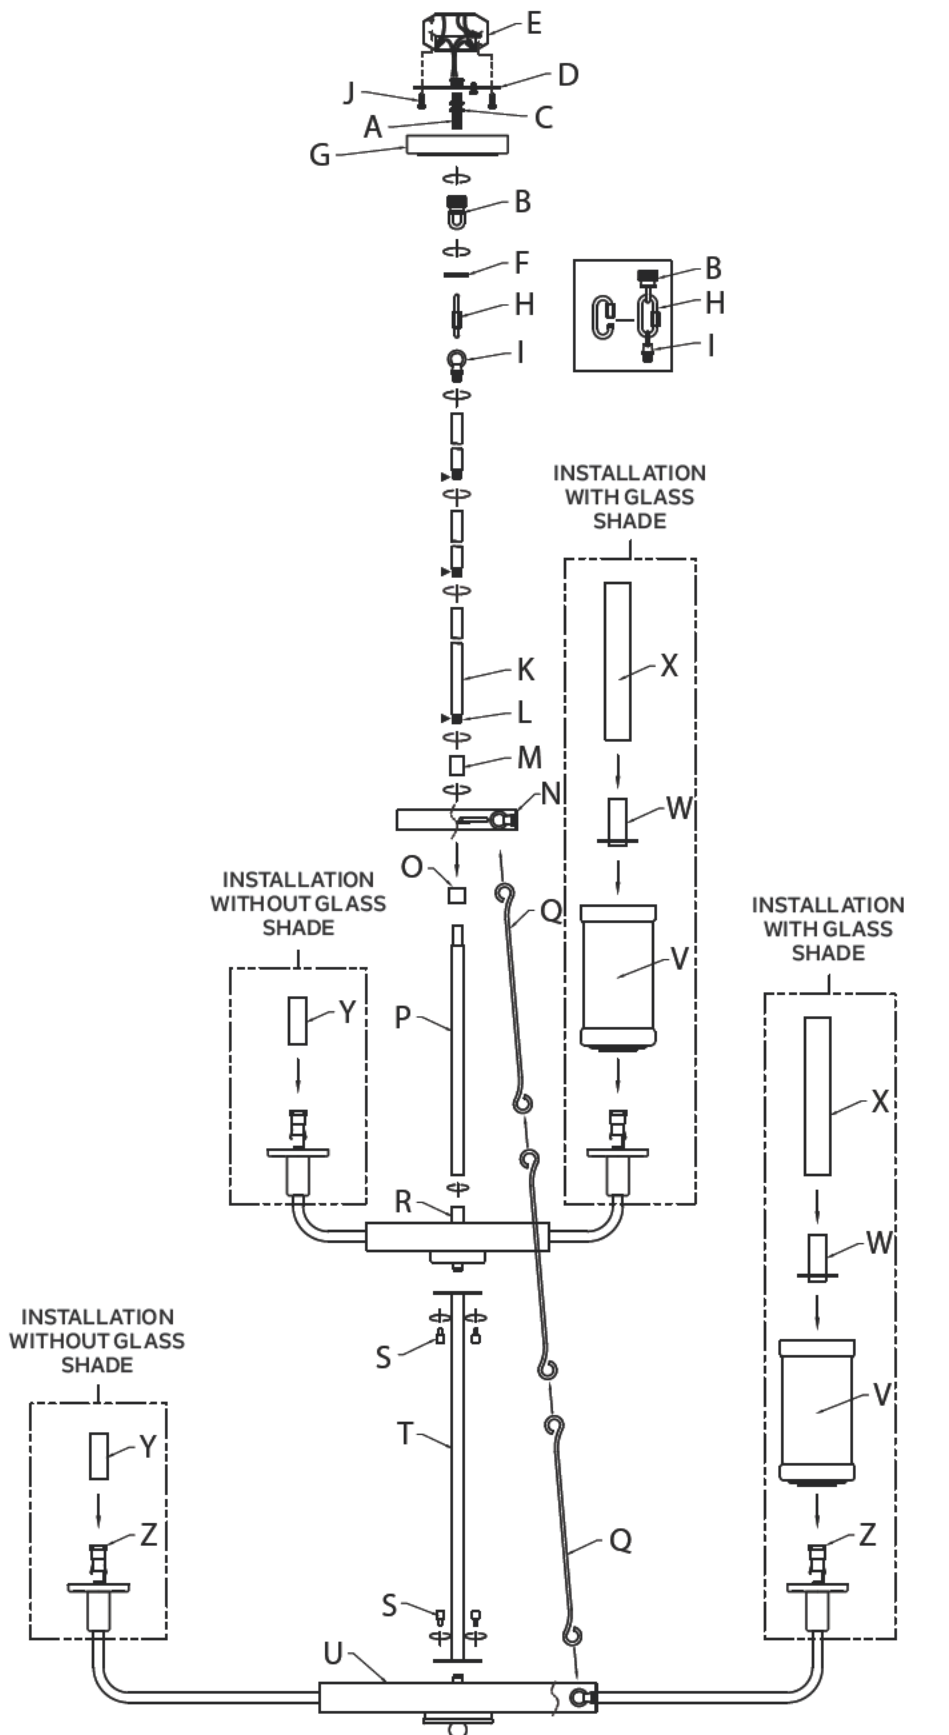 E
D
J
C
A
G
B
F
H
I
B
H
I
INSTALLATION
WITH GLASS
SHADE
K
X
L
M
N
W
O
INSTALLATION
WITHOUT GLASS
SHADE
Q
INSTALLATION
WITH GLASS
SHADE
V
Y
P
X
R
W
INSTALLATION
WITHOUT GLASS
SHADE
S
V
T
Y
Z
Q
Z
S
U